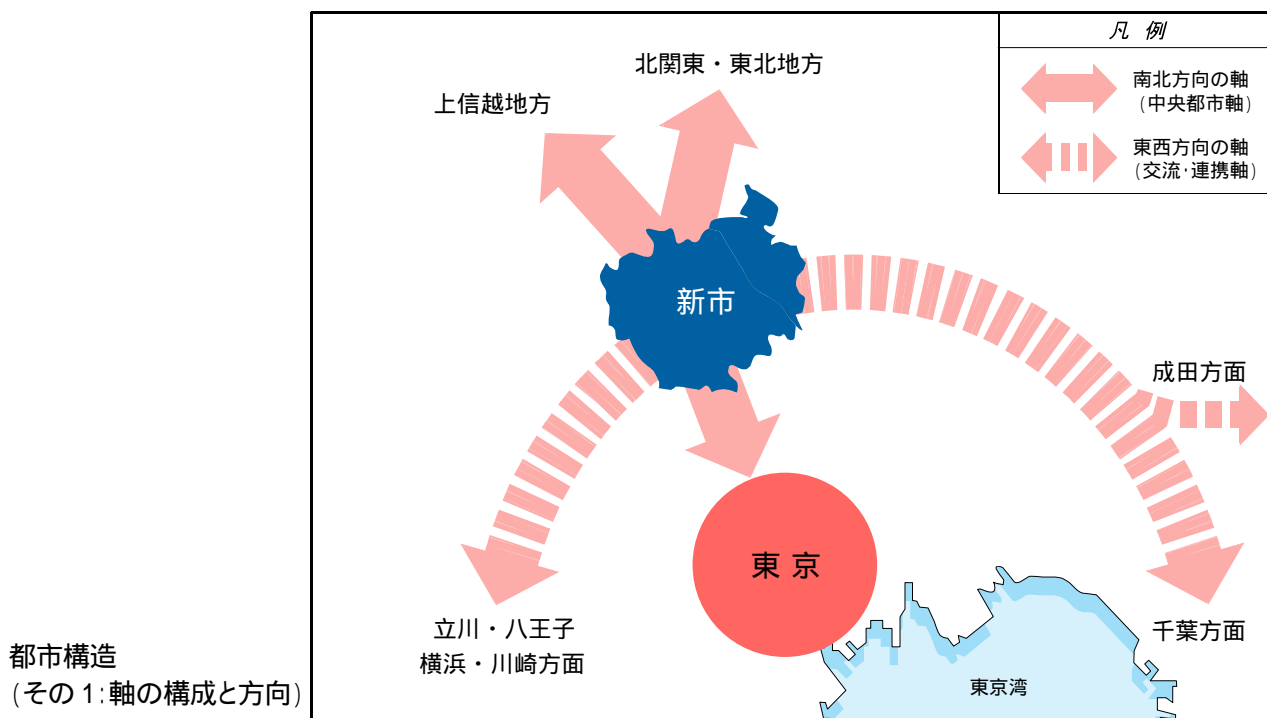 凡例
南北方向の軸
(中央都市軸)
東西方向の軸
(交流・連携軸)
北関東・東北地方
上信越地方
新市
成田方面
東京
立川・八王子
横浜・川崎方面
千葉方面
東京湾
都市構造
(その1:軸の構成と方向)